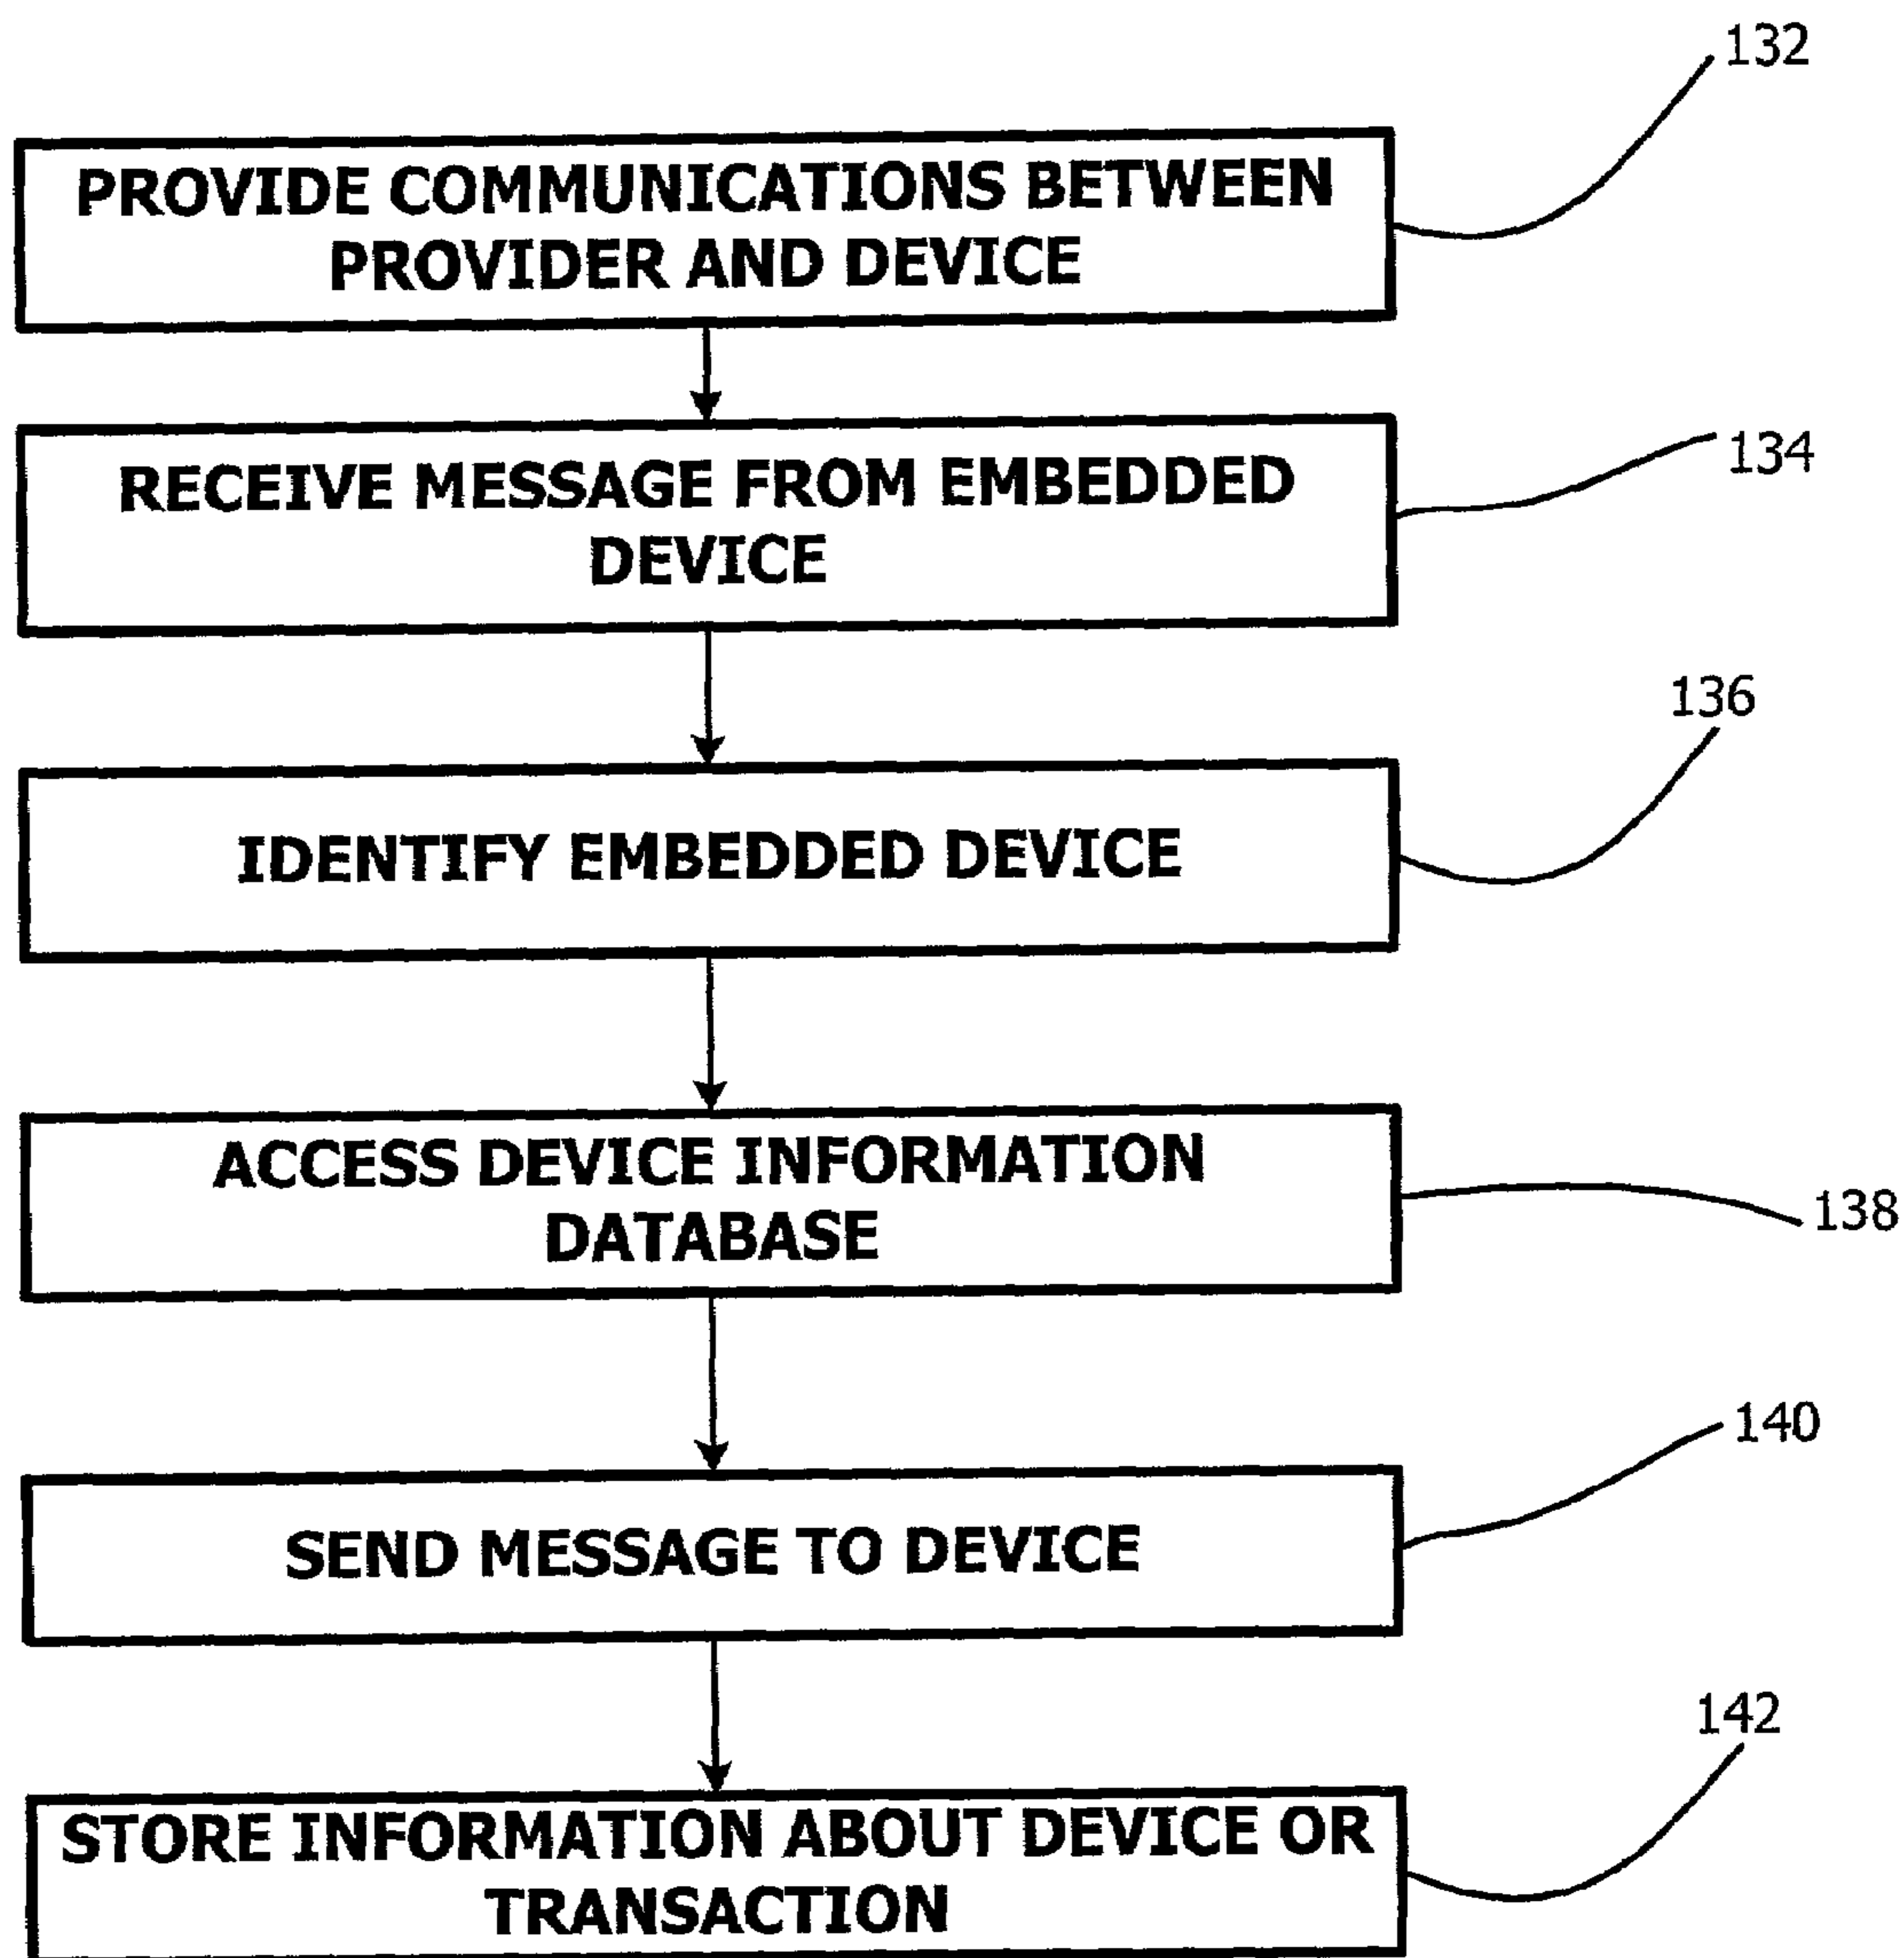 132
PROVIDE COMMUNICATIONS BETWEEN
PROVIDER AND DEVICE
134
RECEIVE MESSAGE FROM EMBEDDED
DEVICE
136
IDENTIFY EMBEDDED DEVICE
138
ACCESS DEVICE INFORMATION
DATABASE
140
SEND MESSAGE TO DEVICE
142
STORE INFORMATION ABOUT DEVICE OR
TRANSACTION